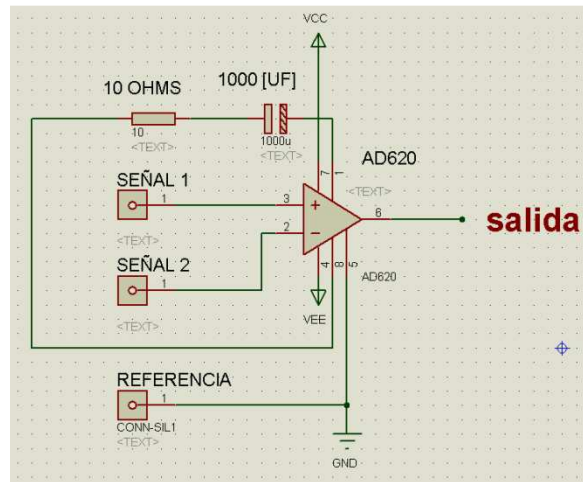 VCC
10 OHMS
1000 [UF]
10
<TEXT>
1000u
<TEXT>
AD620
7
1
<TEXT>
SEÑAL 1
1
3
+
6
salida
<TEXT>
2
−
SEÑAL 2
1
4
8
5
AD620
<TEXT>
VEE
REFERENCIA
1
CONN-SIL1
<TEXT>
GND